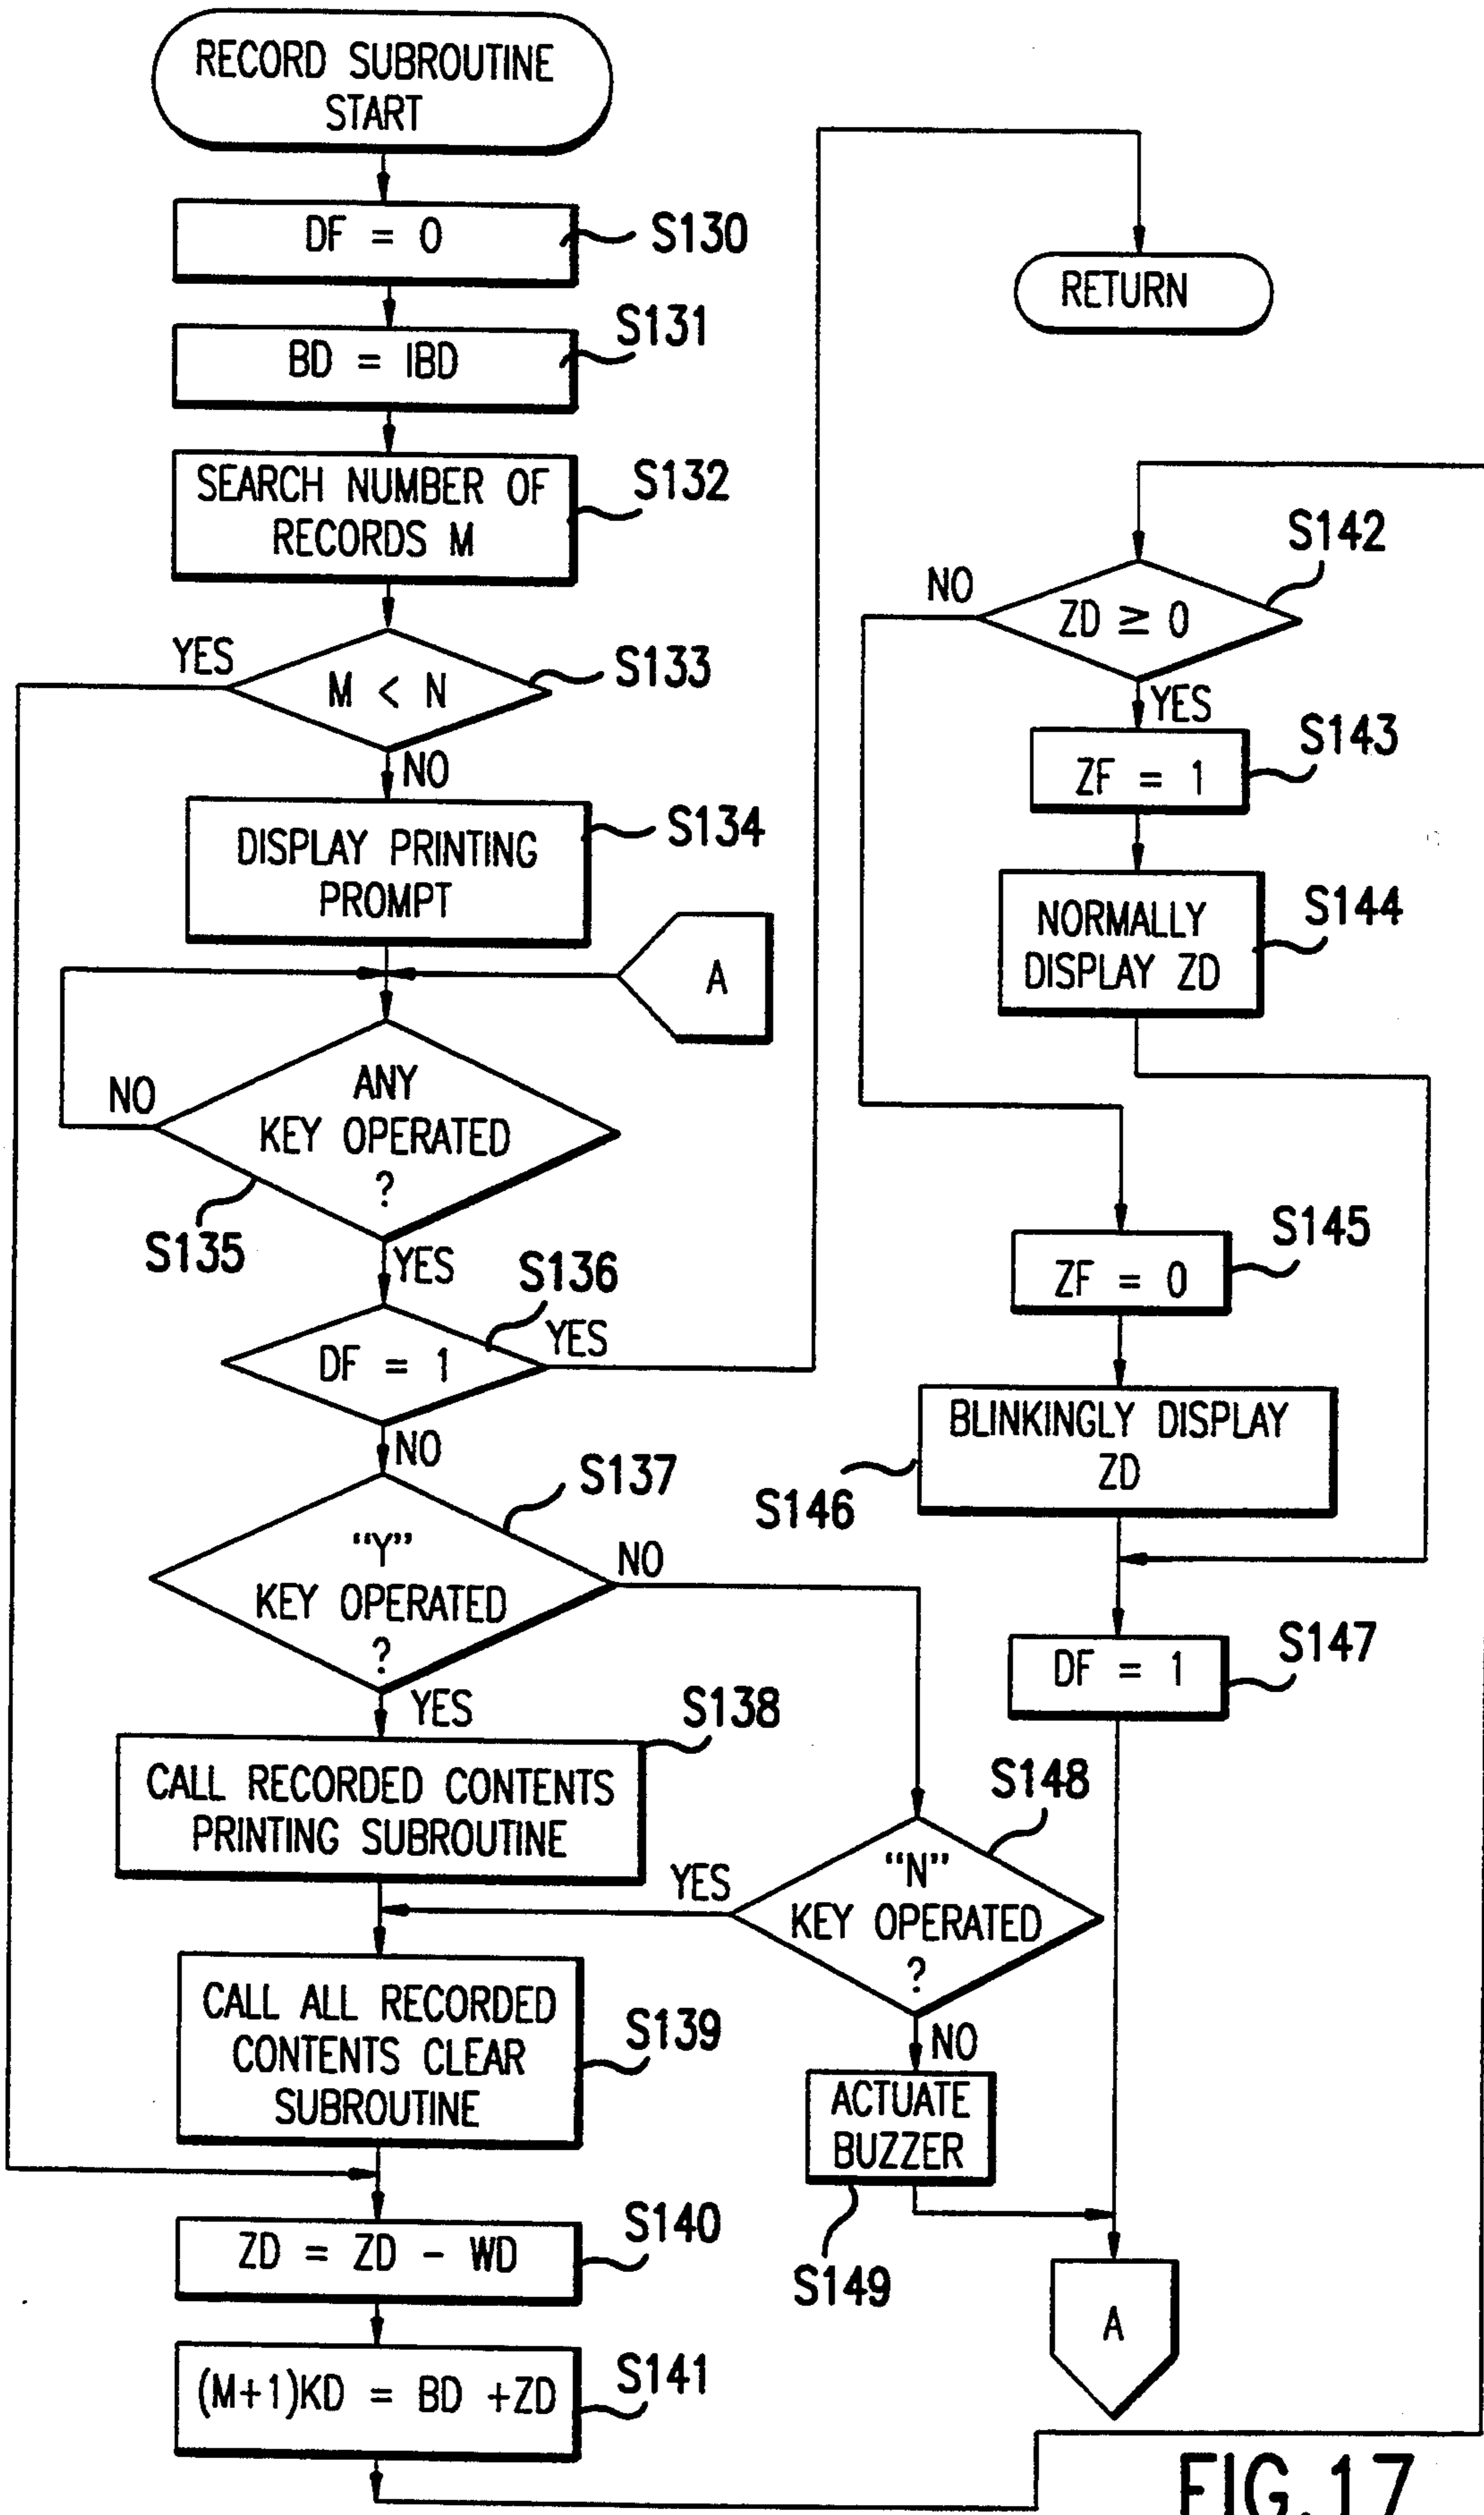 RECORD SUBROUTINE
START
DF = 0
S130
BD = IBD
S131
SEARCH NUMBER OF
RECORDS M
S132
YES
M < N
S133
NO
DISPLAY PRINTING
PROMPT
S134
A
NO
ANY
KEY OPERATED
?
S135
YES
S136
DF = 1
YES
NO
S137
"Y"
KEY OPERATED
?
NO
YES
S138
CALL RECORDED CONTENTS
PRINTING SUBROUTINE
CALL ALL RECORDED
CONTENTS CLEAR
SUBROUTINE
S139
ZD = ZD - WD
S140
(M+1)KD = BD +ZD
S141
RETURN
S142
NO
ZD ≥ 0
YES
S143
ZF = 1
NORMALLY
DISPLAY ZD
S144
S145
ZF = 0
BLINKINGLY DISPLAY
ZD
S146
S147
DF = 1
S148
YES
"N"
KEY OPERATED
?
NO
ACTUATE
BUZZER
S149
A
FIG.17